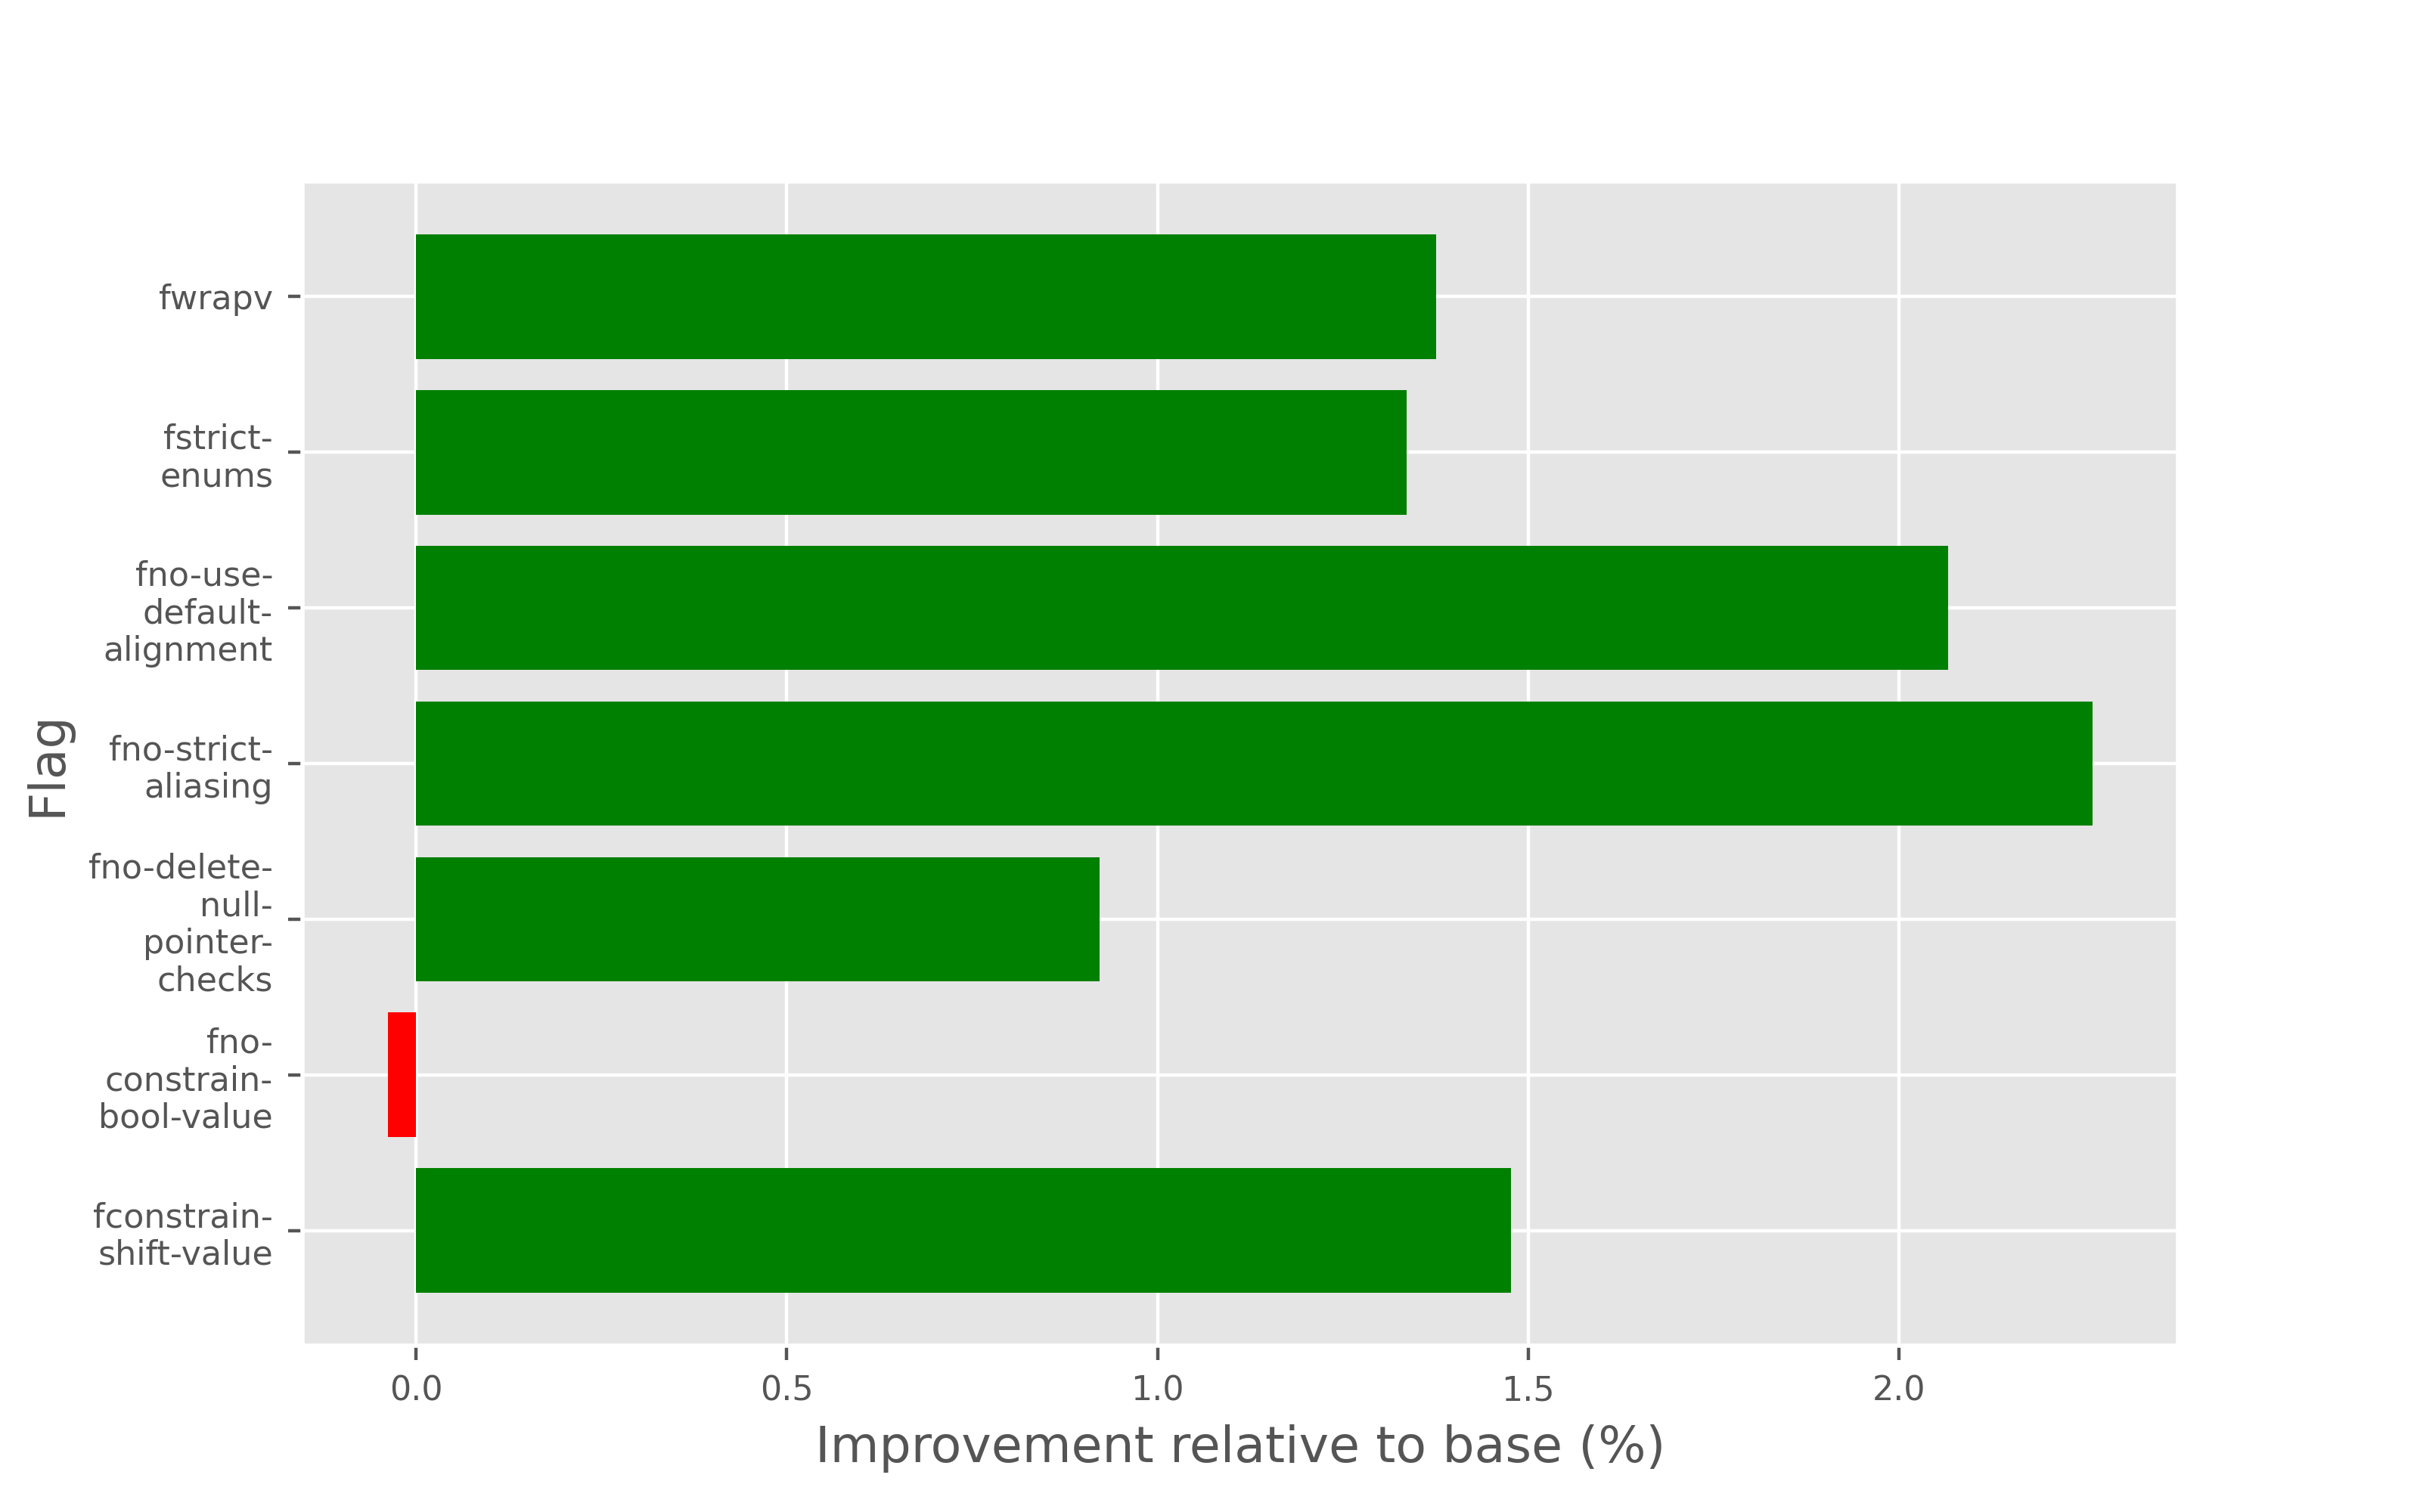 fwrapv
fstrict-
enums
fno-use-
default-
alignment
fno-strict-
aliasing
fno-delete-
null-
pointer-
checks
fno-
constrain-
bool-value
fconstrain-
shift-value
Flag
0.0
0.5
1.0
1.5
2.0
Improvement relative to base (%)